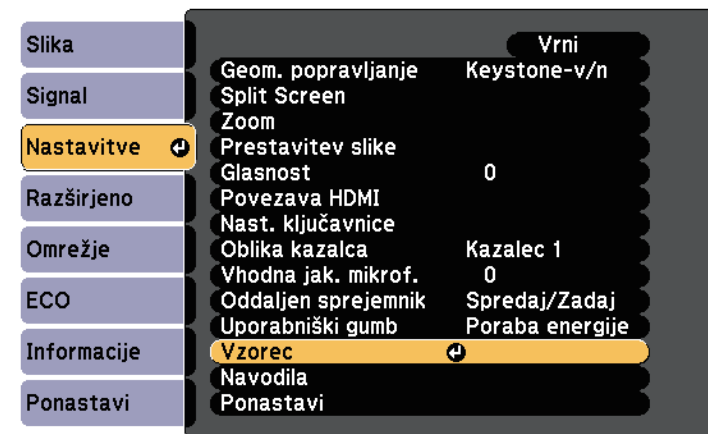 Slika
Signal
Nastavitve
Razširjeno
Omrežje
ECO
Informacije
Ponastavi
Vrni
Geom. popravljanje Keystone-v/n
Split Screen
Zoom
Prestavitev slike
Glasnost 0
Povezava HDMI
Nast. ključavnice
Oblika kazalca Kazalec 1
Vhodna jak. mikrof. 0
Oddaljen sprejemnik Spredaj/Zadaj
Uporabniški gumb Poraba energije
Vzorec
Navodila
Ponastavi